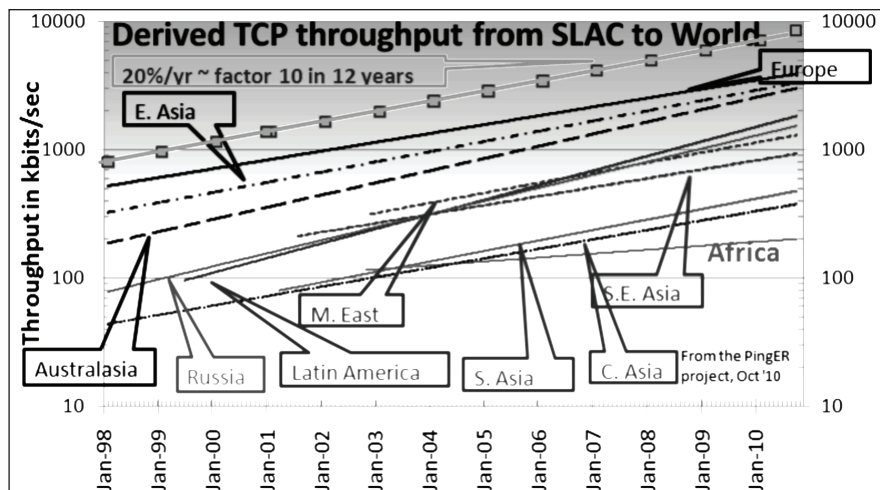 Derived TCP throughput from SLAC to World
20%/yr ~ factor 10 in 12 years
Europe
E. Asia
Africa
S.E. Asia
M. East
Australasia
Russia
Latin America
S. Asia
C. Asia
From the PingER
project, Oct '10
Throughput in kbits/sec
10000
1000
100
10
10000
1000
100
10
Jan-98
Jan-99
Jan-00
Jan-01
Jan-02
Jan-03
Jan-04
Jan-05
Jan-06
Jan-07
Jan-08
Jan-09
Jan-10